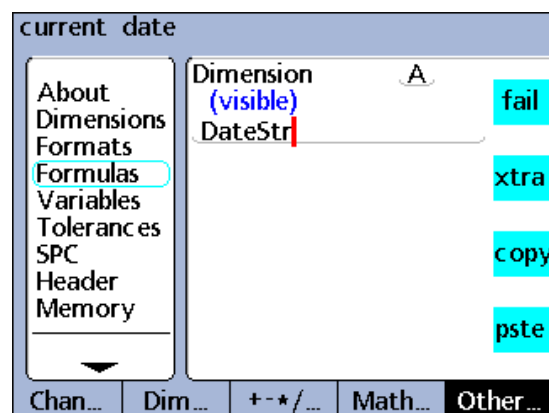 current date
About
Dimensions
Formats
Formulas
Variables
Tolerances
SPC
Header
Memory
Dimension A
(visible)
DateStr
fail
xtra
copy
pste
Chan... Dim... +-*/... Math... Other...